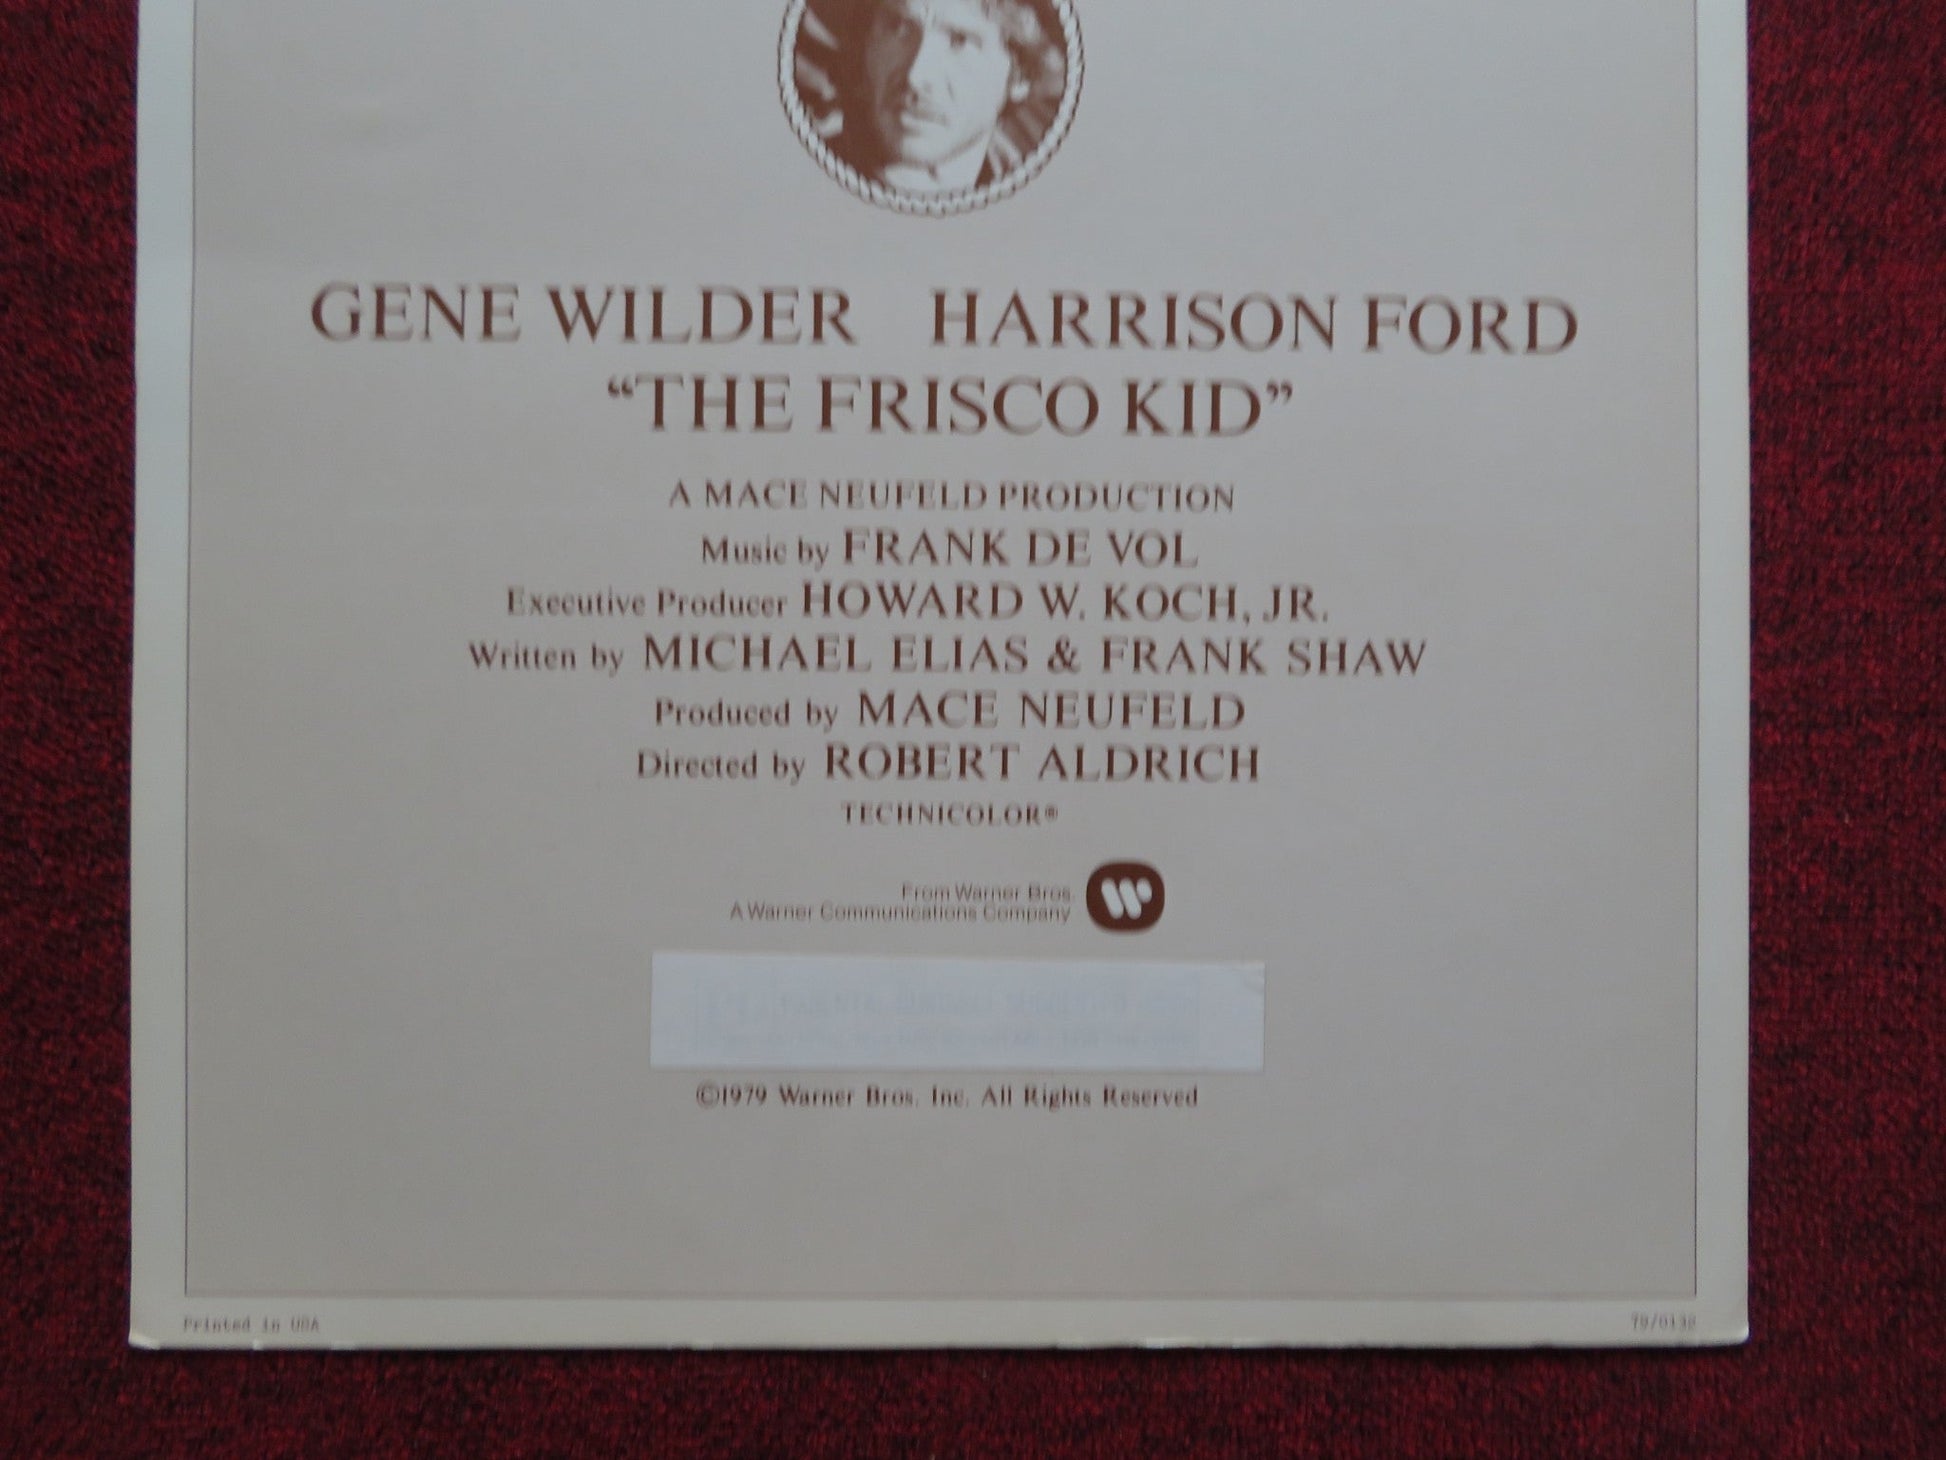 GENE WILDER HARRISON FORD
“THE FRISCO KID”
A MACE NEUFELD PRODUCTION
Music by FRANK DE VOL
Executive Producer HOWARD W. KOCH, JR.
Written by MICHAEL ELIAS & FRANK SHAW
Produced by MACE NEUFELD
Directed by ROBERT ALDRICH
TECHNICOLOR®
From Warner Bros.
A Warner Communications Company
©1979 Warner Bros. Inc. All Rights Reserved
Printed in USA
79/0132